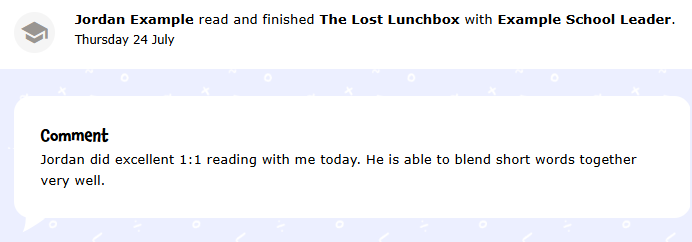 Jordan Example read and finished The Lost Lunchbox with Example School Leader.
Thursday 24 July
Comment
Jordan did excellent 1:1 reading with me today. He is able to blend short words together
very well.